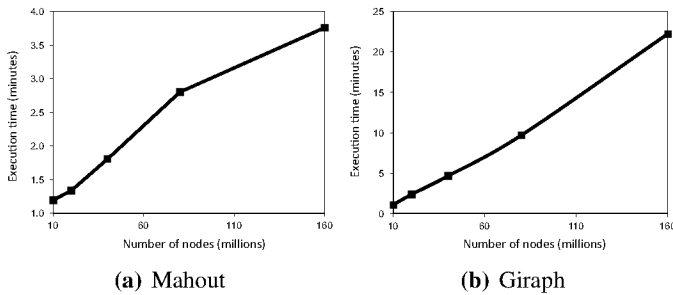 4.0
3.5
3.0
2.5
2.0
1.5
1.0
Execution time (minutes)
10 60 110 160
Number of nodes (millions)
(a) Mahout
25
20
15
10
5
0
Execution time (minutes)
10 60 110 160
Number of nodes (millions)
(b) Giraph